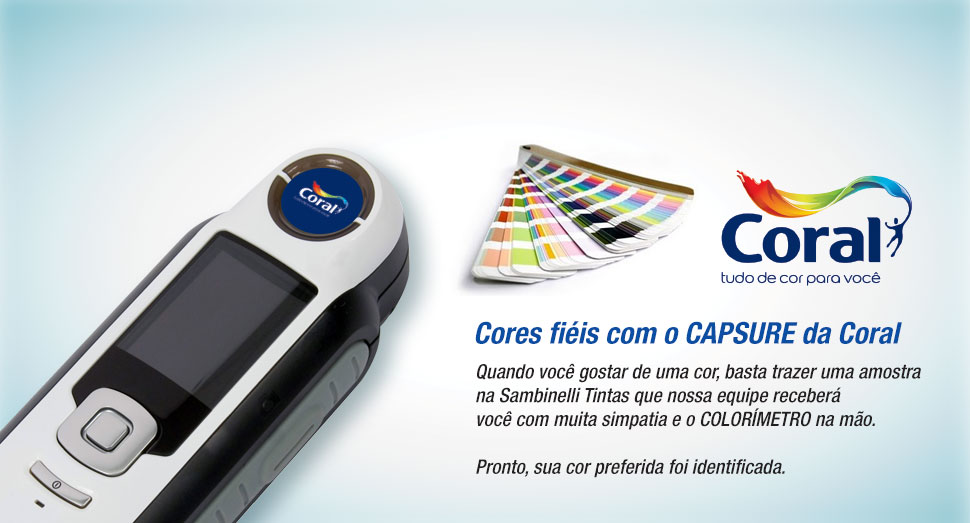 Coral
Coral
tudo de cor para você
Cores fiéis com o CAPSURE da Coral
Quando você gostar de uma cor, basta trazer uma amostra
na Sambinelli Tintas que nossa equipe receberá
você com muita simpatia e o COLORÍMETRO na mão.
Pronto, sua cor preferida foi identificada.